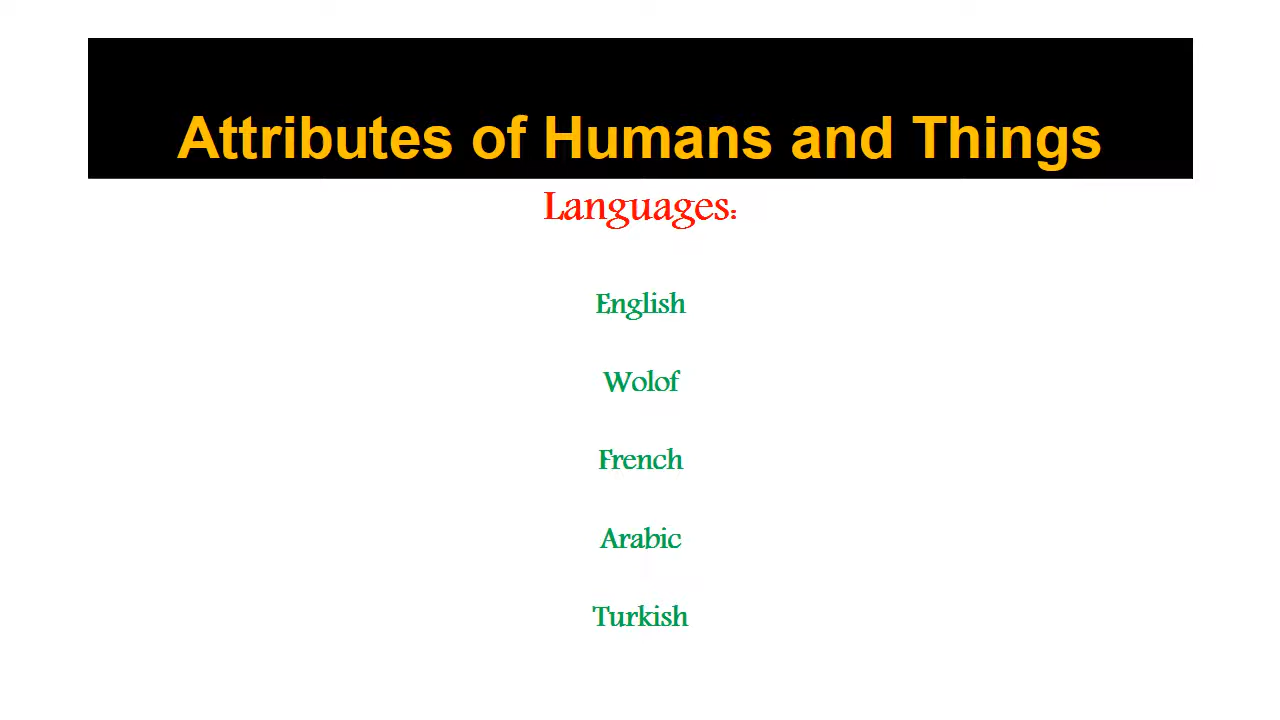 Attributes of Humans and Things
Languages:
English
Wolof
French
Arabic
Turkish